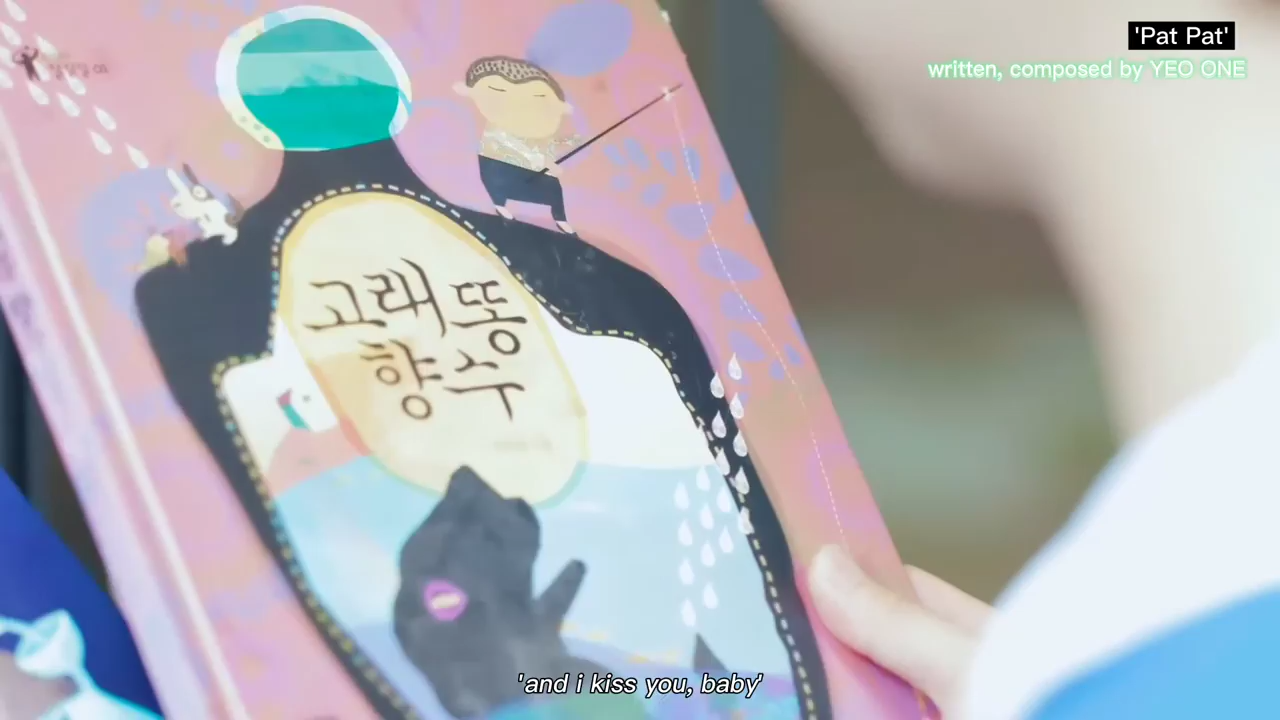 'Pat Pat'
written, composed by YEO ONE
고래똥
향수
'and i kiss you, baby'